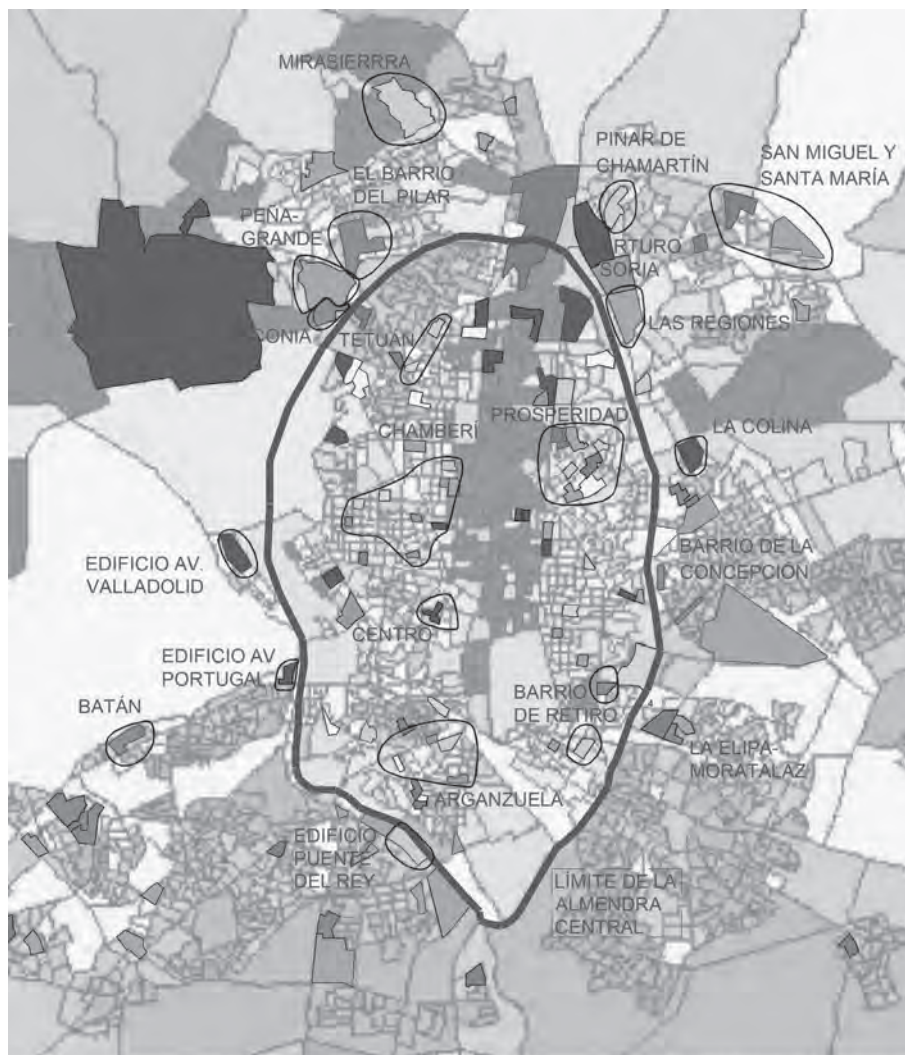 MIRASIERRRA
PINAR DE
CHAMARTÍN
SAN MIGUEL Y
SANTA MARÍA
EL BARRIO
DEL PILAR
PEÑA-
GRANDE
RTURO
SORIA
CONIA
TETUÁN
LAS REGIONES
PROSPERIDAD
CHAMBERÍ
LA COLINA
EDIFICIO AV.
VALLADOLID
BARRIO DE LA
CONCEPCIÓN
CENTRO
EDIFICIO AV
PORTUGAL
BATÁN
BARRIO
DE RETIRO
LA ELIPA-
MORATALAZ
ARGANZUELA
EDIFICIO
PUENTE
DEL REY
LÍMITE DE LA
ALMENDRA
CENTRAL